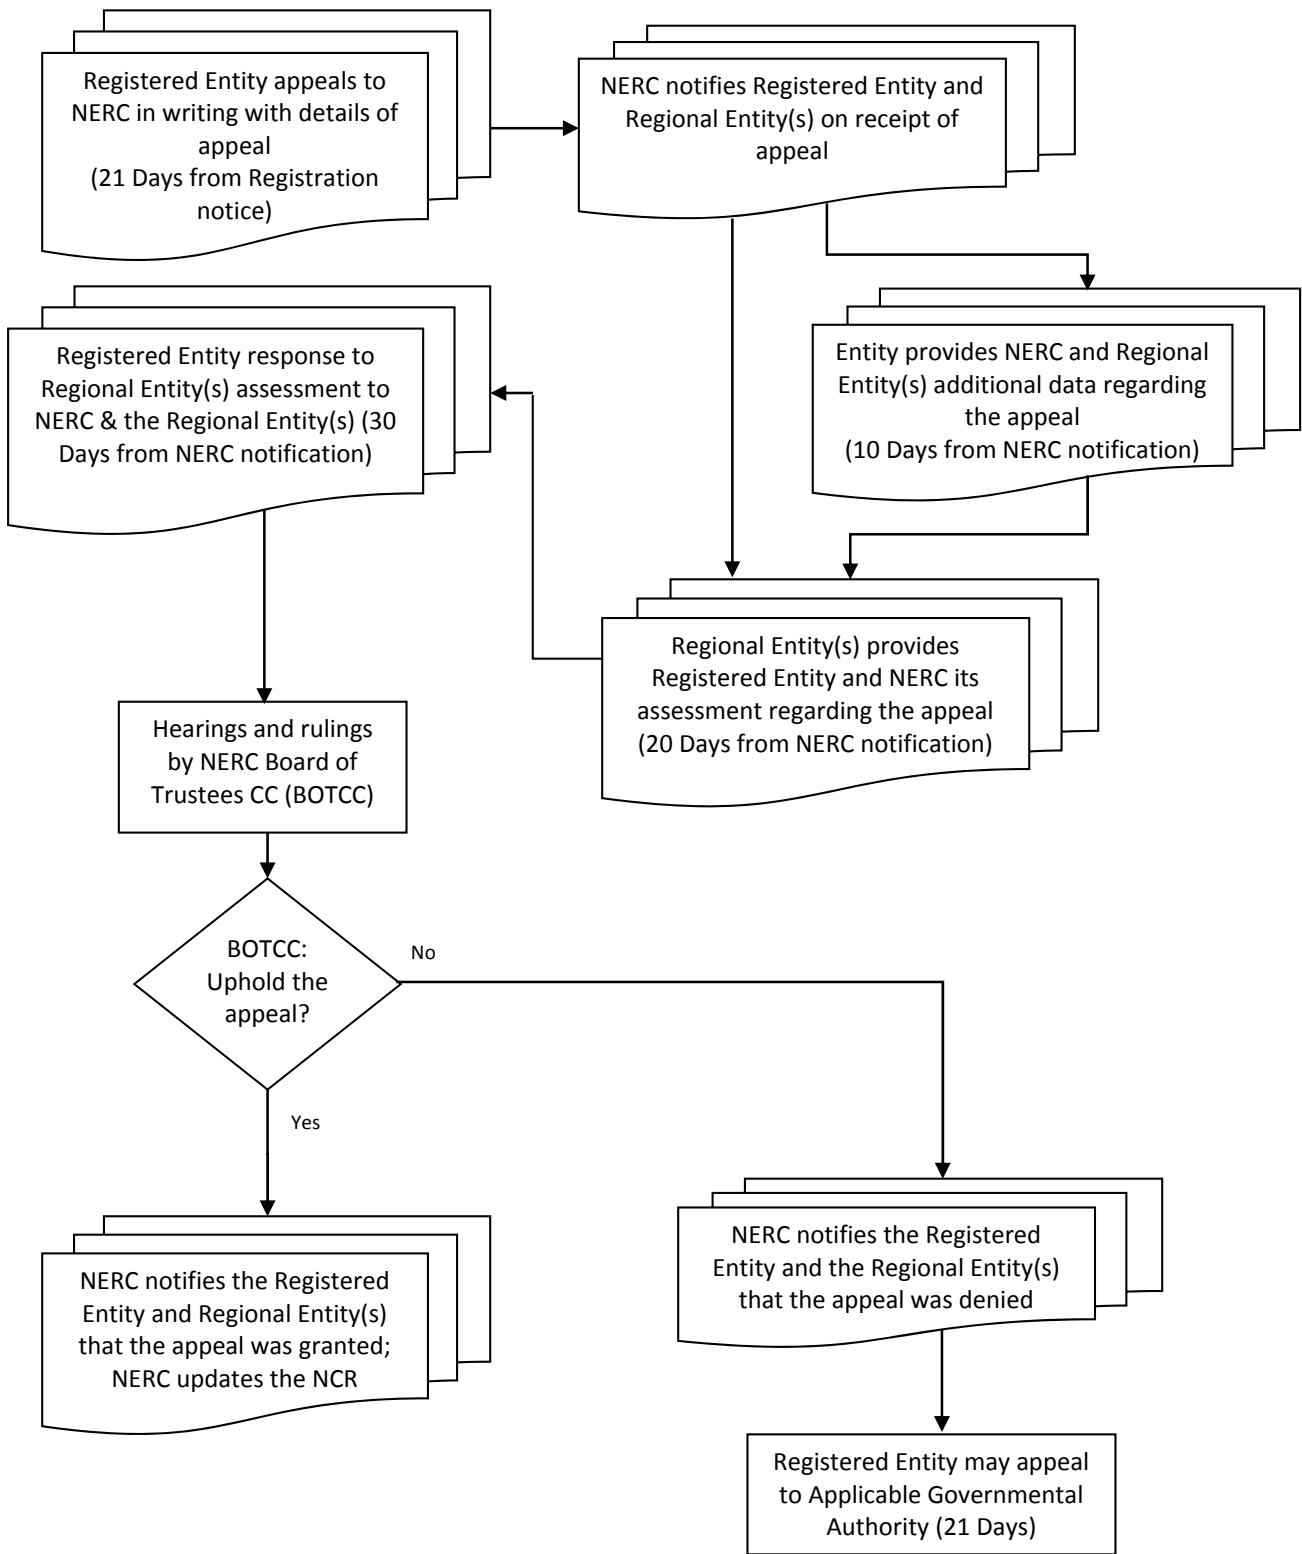 Registered Entity appeals to
NERC in writing with details of
appeal
(21 Days from Registration
notice)
NERC notifies Registered Entity and
Regional Entity(s) on receipt of
appeal
Entity provides NERC and Regional
Entity(s) additional data regarding
the appeal
(10 Days from NERC notification)
Registered Entity response to
Regional Entity(s) assessment to
NERC & the Regional Entity(s) (30
Days from NERC notification)
Regional Entity(s) provides
Registered Entity and NERC its
assessment regarding the appeal
(20 Days from NERC notification)
Hearings and rulings
by NERC Board of
Trustees CC (BOTCC)
BOTCC:
Uphold the
appeal?
No
Yes
NERC notifies the Registered
Entity and Regional Entity(s)
that the appeal was granted;
NERC updates the NCR
NERC notifies the Registered
Entity and the Regional Entity(s)
that the appeal was denied
Registered Entity may appeal
to Applicable Governmental
Authority (21 Days)